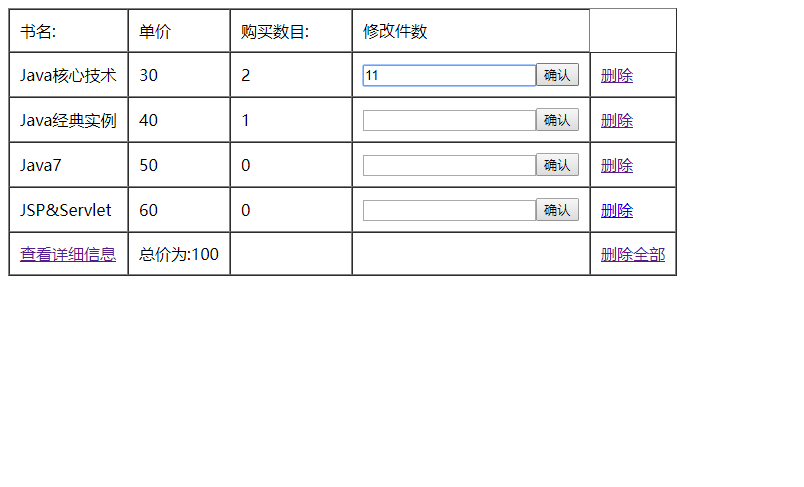 书名: 单价 购买数目: 修改件数
Java核心技术 30 2 11 确认 删除
Java经典实例 40 1 确认 删除
Java7 50 0 确认 删除
JSP&Servlet 60 0 确认 删除
查看详细信息 总价为:100 删除全部